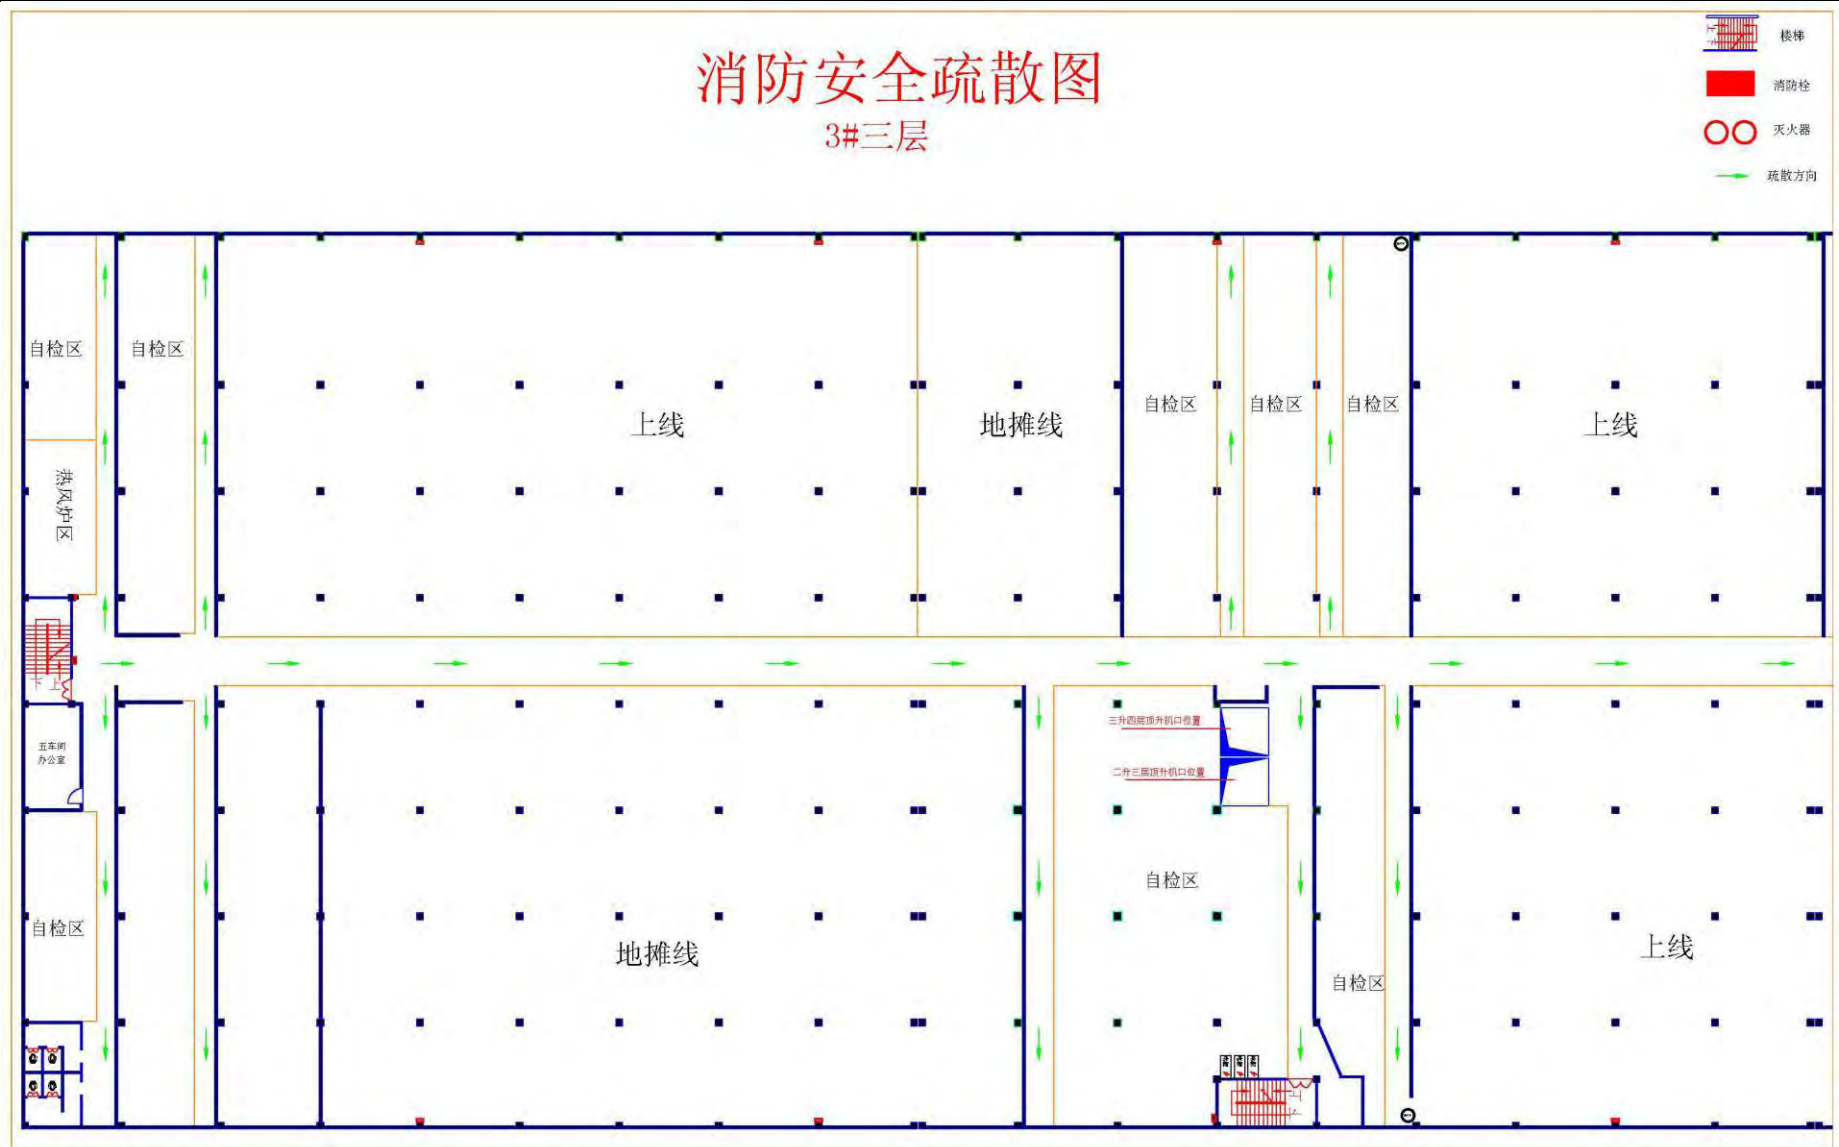 消防安全疏散图
3#三层
楼梯
消防栓
灭火器
疏散方向
自检区
自检区
上线
地摊线
自检区
自检区
自检区
上线
热风炉区
下 上
五车间
办公室
三升四层顶升机口位置
二升三层顶升机口位置
自检区
自检区
地摊线
上线
自检区